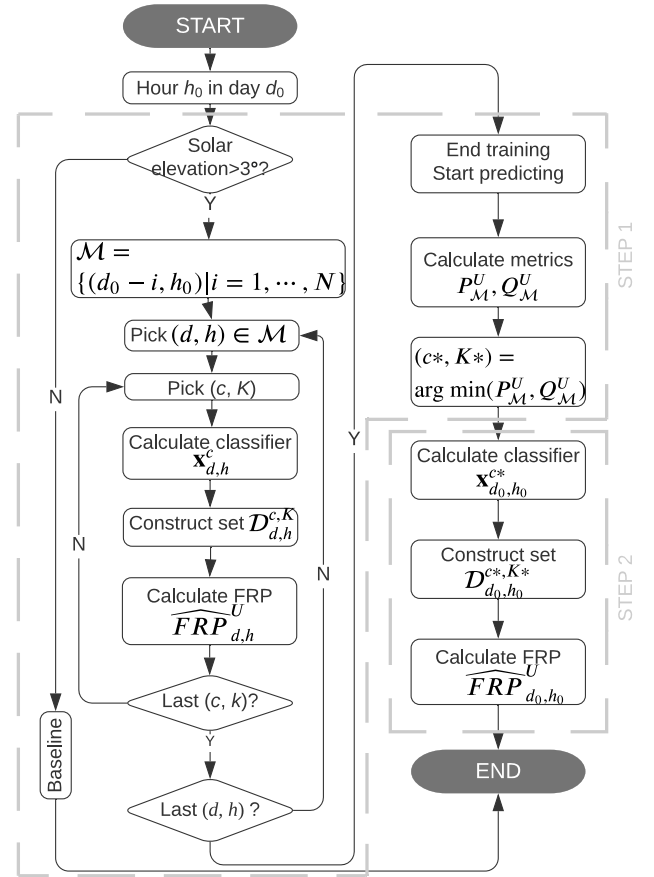 START
Hour h₀ in day d₀
Solar
elevation>3°?
Y
N
ℳ =
{(d₀ − i, h₀)|i = 1, ⋯, N}
Pick (d, h) ∈ ℳ
Pick (c, K)
Calculate classifier
𝐱^c_{d,h}
Construct set 𝒟^{c,K}_{d,h}
Calculate FRP
\widehat{FRP}^U_{d,h}
Last (c, k)?
N
Y
Last (d, h) ?
N
Y
Baseline
End training
Start predicting
Calculate metrics
P^U_ℳ, Q^U_ℳ
(c∗, K∗) =
arg min(P^U_ℳ, Q^U_ℳ)
STEP 1
Calculate classifier
𝐱^{c∗}_{d₀,h₀}
Construct set
𝒟^{c∗,K∗}_{d₀,h₀}
Calculate FRP
\widehat{FRP}^U_{d₀,h₀}
STEP 2
END